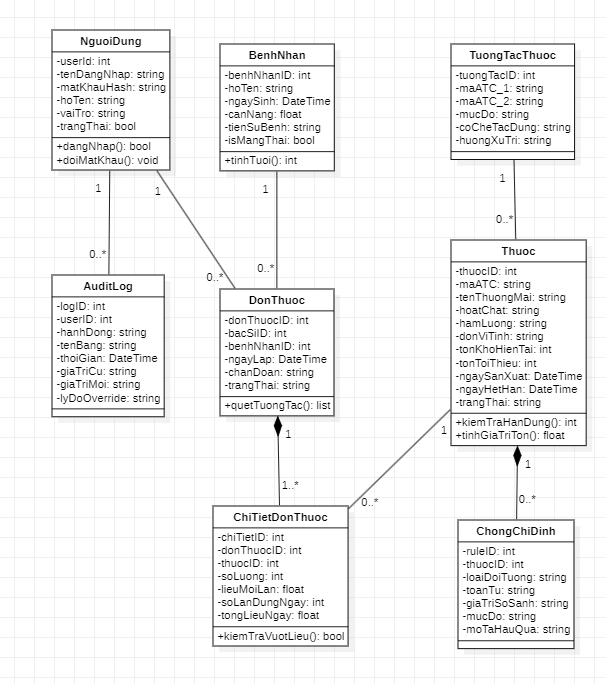 NguoiDung
-userId: int
-tenDangNhap: string
-matKhauHash: string
-hoTen: string
-vaiTro: string
-trangThai: bool
+dangNhap(): bool
+doiMatKhau(): void
BenhNhan
-benhNhanID: int
-hoTen: string
-ngaySinh: DateTime
-canNang: float
-tienSuBenh: string
-isMangThai: bool
+tinhTuoi(): int
TuongTacThuoc
-tuongTacID: int
-maATC_1: string
-maATC_2: string
-mucDo: string
-coCheTacDung: string
-huongXuTri: string
1
1
1
1
0..*
0..*
0..*
0..*
AuditLog
-logID: int
-userID: int
-hanhDong: string
-tenBang: string
-thoiGian: DateTime
-giaTriCu: string
-giaTriMoi: string
-lyDoOverride: string
DonThuoc
-donThuocID: int
-bacSiID: int
-benhNhanID: int
-ngayLap: DateTime
-chanDoan: string
-trangThai: string
+quetTuongTac(): list
Thuoc
-thuocID: int
-maATC: string
-tenThuongMai: string
-hoatChat: string
-hamLuong: string
-donViTinh: string
-tonKhoHienTai: int
-tonToiThieu: int
-ngaySanXuat: DateTime
-ngayHetHan: DateTime
-trangThai: string
+kiemTraHanDung(): int
+tinhGiaTriTon(): float
1
1
1
1..*
0..*
0..*
ChiTietDonThuoc
-chiTietID: int
-donThuocID: int
-thuocID: int
-soLuong: int
-lieuMoiLan: float
-soLanDungNgay: int
-tongLieuNgay: float
+kiemTraVuotLieu(): bool
ChongChiDinh
-ruleID: int
-thuocID: int
-loaiDoiTuong: string
-toanTu: string
-giaTriSoSanh: string
-mucDo: string
-moTaHauQua: string